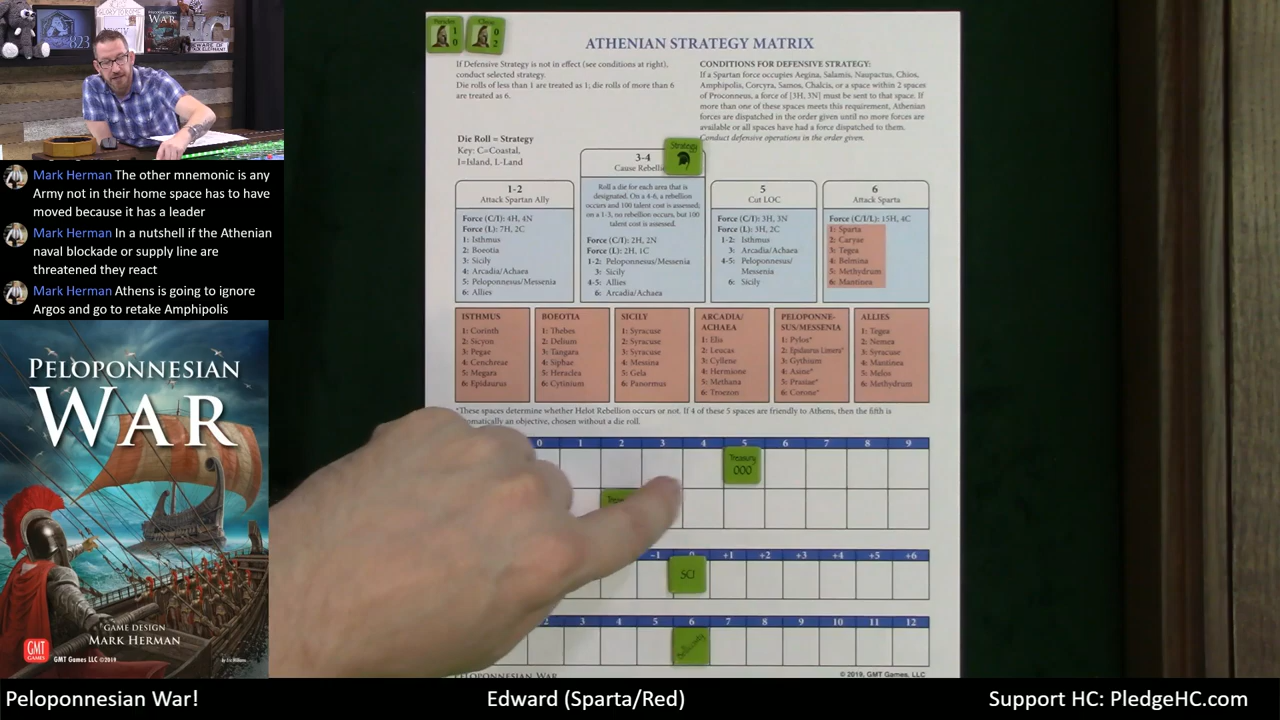 Mark Herman The other mnemonic is any
Army not in their home space has to have
moved because it has a leader
Mark Herman In a nutshell if the Athenian
naval blockade or supply line are
threatened they react
Mark Herman Athens is going to ignore
Argos and go to retake Amphipolis
PELOPONNESIAN
WAR
GAME DESIGN
MARK HERMAN
GMT
GAMES
GMT Games LLC ©2019
Pericles
1
0
Cleon
0
2
ATHENIAN STRATEGY MATRIX
If Defensive Strategy is not in effect (see conditions at right),
conduct selected strategy.
Die rolls of less than 1 are treated as 1; die rolls of more than 6
are treated as 6.
CONDITIONS FOR DEFENSIVE STRATEGY:
If a Spartan force occupies Aegina, Salamis, Naupactus, Chios,
Amphipolis, Corcyra, Samos, Chalcis, or a space within 2 spaces
of Proconneus, a force of [3H, 3N] must be sent to that space. If
more than one of these spaces meets this requirement, Athenian
forces are dispatched in the order given until no more forces are
available or all spaces have had a force dispatched to them.
Conduct defensive operations in the order given.
Die Roll = Strategy
Key: C=Coastal,
I=Island, L-Land
Strategy
1-2
Attack Spartan Ally
Force (C/I): 4H, 4N
Force (L): 7H, 2C
1: Isthmus
2: Boeotia
3: Sicily
4: Arcadia/Achaea
5: Peloponnesus/Messenia
6: Allies
3-4
Cause
Roll a die for each area that is
designated. On a 4-6, a rebellion
occurs and 100 talent cost is assessed;
on a 1-3, no rebellion occurs, but 100
talent cost is assessed.
Force (C/I): 2H, 2N
Force (L): 2H, 1C
1-2: Peloponnesus/Messenia
3: Sicily
4-5: Allies
6: Arcadia/Achaea
5
Cut LOC
Force (C/I): 3H, 3N
Force (L): 3H, 2C
1-2: Isthmus
3: Arcadia/Achaea
4-5: Peloponnesus/
Messenia
6: Sicily
6
Attack Sparta
Force (C/I/L): 15H, 4C
1: Sparta
2: Caryae
3: Tegea
4: Belmina
5: Methydrum
6: Mantinea
ISTHMUS
1: Corinth
2: Sicyon
3: Pegae
4: Cenchreae
5: Megara
6: Epidaurus
BOEOTIA
1: Thebes
2: Delium
3: Tangara
4: Siphae
5: Heraclea
6: Cytinium
SICILY
1: Syracuse
2: Syracuse
3: Syracuse
4: Messina
5: Gela
6: Panormus
ARCADIA/
ACHAEA
1: Elis
2: Leucas
3: Cyllene
4: Hermione
5: Methana
6: Troezon
PELOPONNE-
SUS/MESSENIA
1: Pylos*
2: Epidaurus Limera*
3: Gythium
4: Asine*
5: Prasiae*
6: Corone*
ALLIES
1: Tegea
2: Nemea
3: Syracuse
4: Mantinea
5: Melos
6: Methydrum
*These spaces determine whether Helot Rebellion occurs or not. If 4 of these 5 spaces are friendly to Athens, then the fifth is
an objective, chosen without a die roll.
0 1 2 3 4 5 6 7 8 9
Treasury
000
-1 0 +1 +2 +3 +4 +5 +6
SCI
2 3 4 5 6 7 8 9 10 11 12
Bellicosity
WAR
© 2019, GMT Games, LLC
Peloponnesian War!
Edward (Sparta/Red)
Support HC: PledgeHC.com